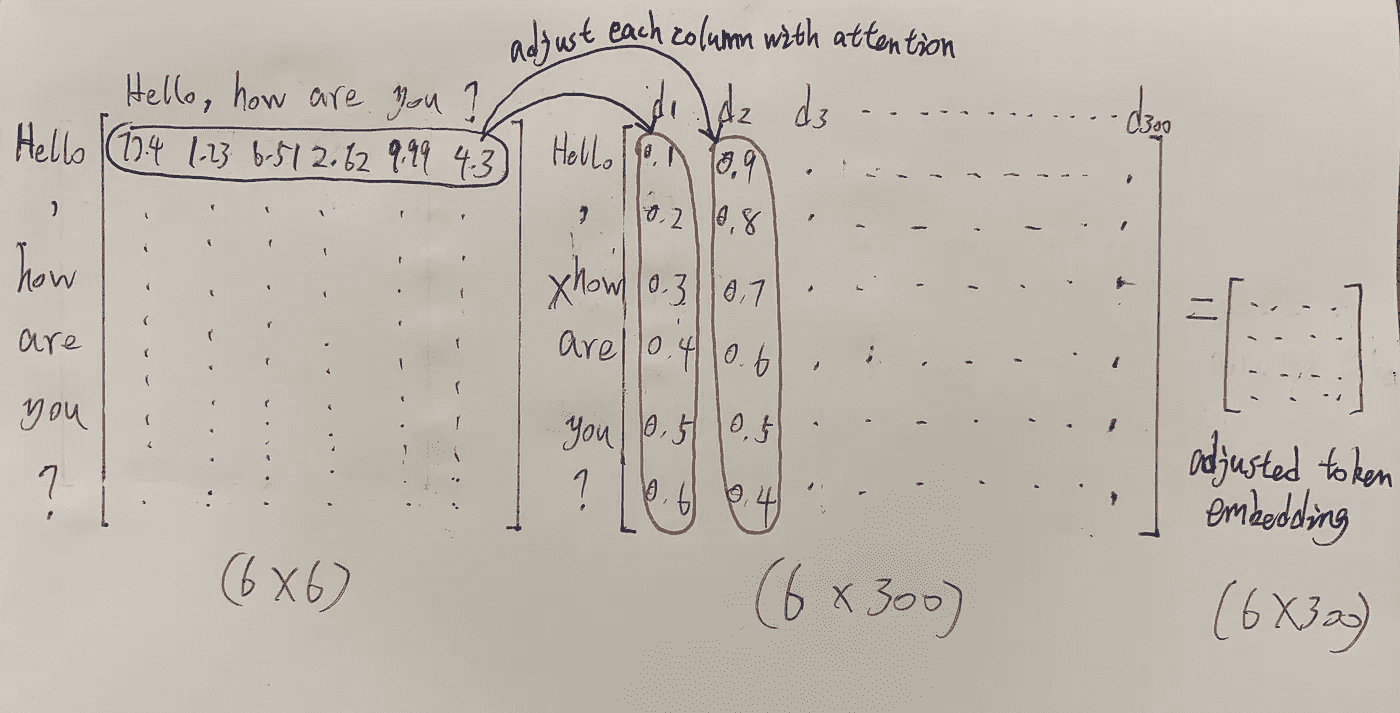 adjust each column with attention
Hello, how are you ?
d1 d2 d3 d300
Hello 1.23 6.51 2.62 9.99 4.3 Hello 0.1 0.9
, , 0.2 0.8
how X how 0.3 0.7
are are 0.4 0.6
you you 0.5 0.5
? ? 0.6 0.4
=
adjusted token
embedding
(6 X 6) (6 X 300) (6 X 300)